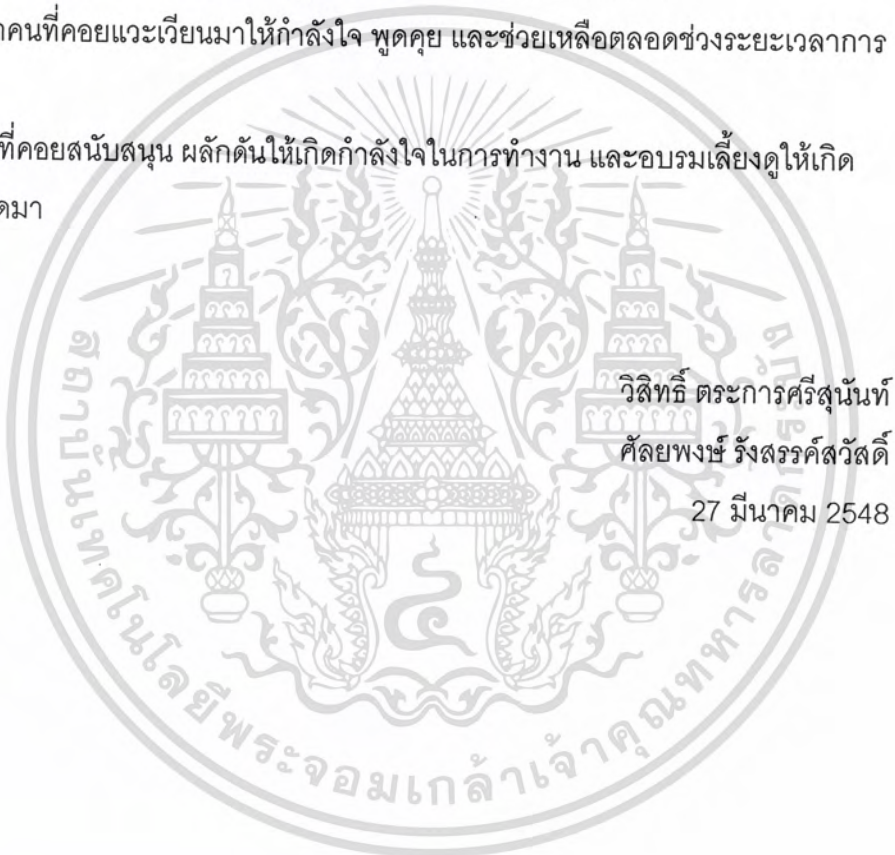 คนที่คอยแวะเวียนมาให้กำลังใจ พูดคุย และช่วยเหลือตลอดช่วงระยะเวลาการ
ที่คอยสนับสนุน ผลักดันให้เกิดกำลังใจในการทำงาน และอบรมเลี้ยงดูให้เกิด
มา
วิสิทธิ์ ตระการศรีสุนันท์
ศัลยพงษ์ รังสรรค์สวัสดิ์
27 มีนาคม 2548
สถาบันเทคโนโลยีพระจอมเกล้าเจ้าคุณทหารลาดกระบัง